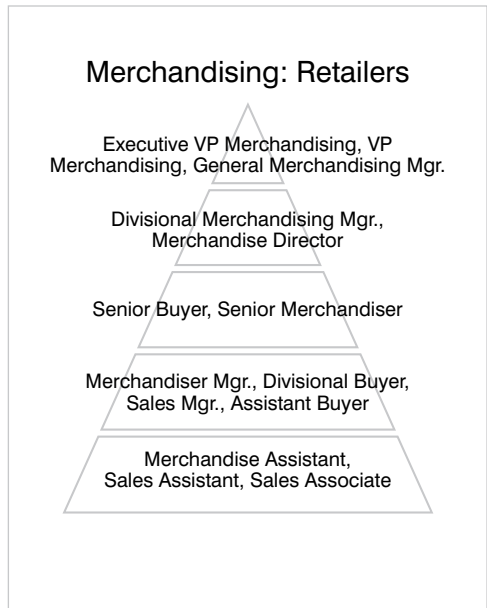 Merchandising: Retailers
Executive VP Merchandising, VP
Merchandising, General Merchandising Mgr.
Divisional Merchandising Mgr.,
Merchandise Director
Senior Buyer, Senior Merchandiser
Merchandiser Mgr., Divisional Buyer,
Sales Mgr., Assistant Buyer
Merchandise Assistant,
Sales Assistant, Sales Associate